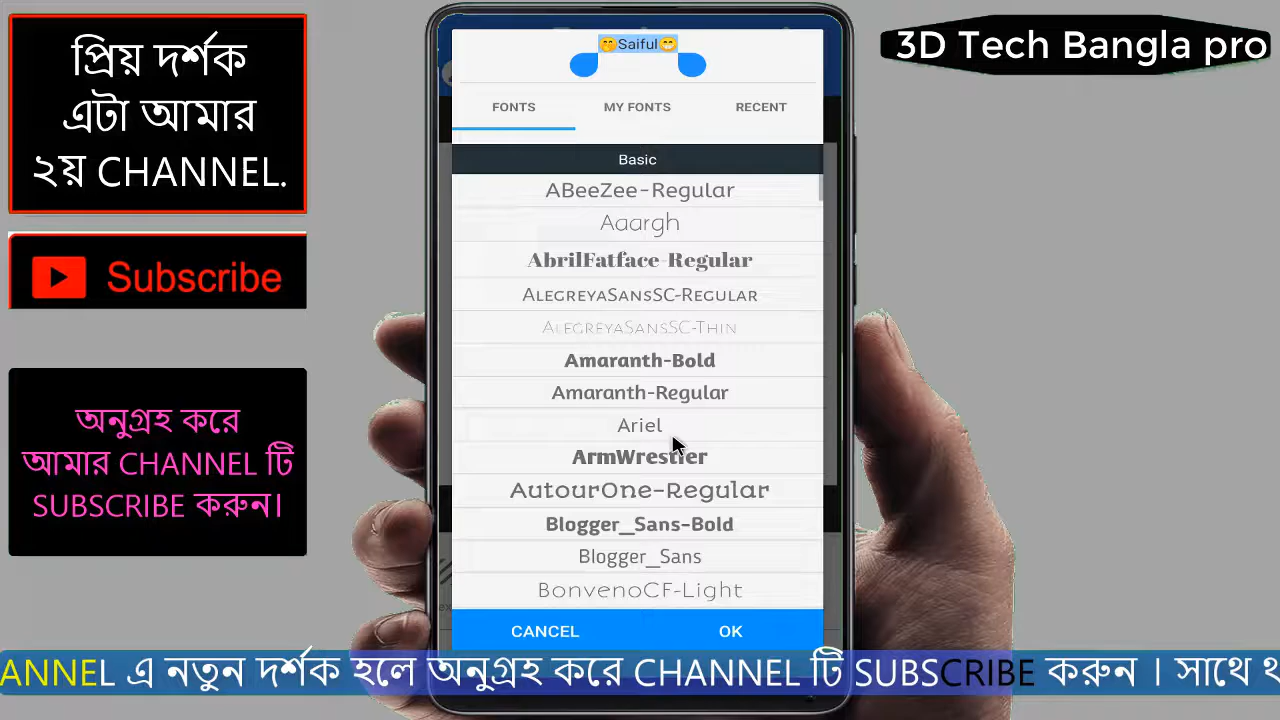 প্রিয় দর্শক
এটা আমার
২য় CHANNEL.
Subscribe
অনুগ্রহ করে
আমার CHANNEL টি
SUBSCRIBE করুন।
3D Tech Bangla pro
🤭Saiful😁
FONTS MY FONTS RECENT
Basic
ABeeZee-Regular
Aaargh
AbrilFatface-Regular
AlegreyaSansSC-Regular
AlegreyaSansSC-Thin
Amaranth-Bold
Amaranth-Regular
Ariel
ArmWrestler
AutourOne-Regular
Blogger_Sans-Bold
Blogger_Sans
BonvenoCF-Light
CANCEL OK
ANNEL এ নতুন দর্শক হলে অনুগ্রহ করে CHANNEL টি SUBSCRIBE করুন । সাথে